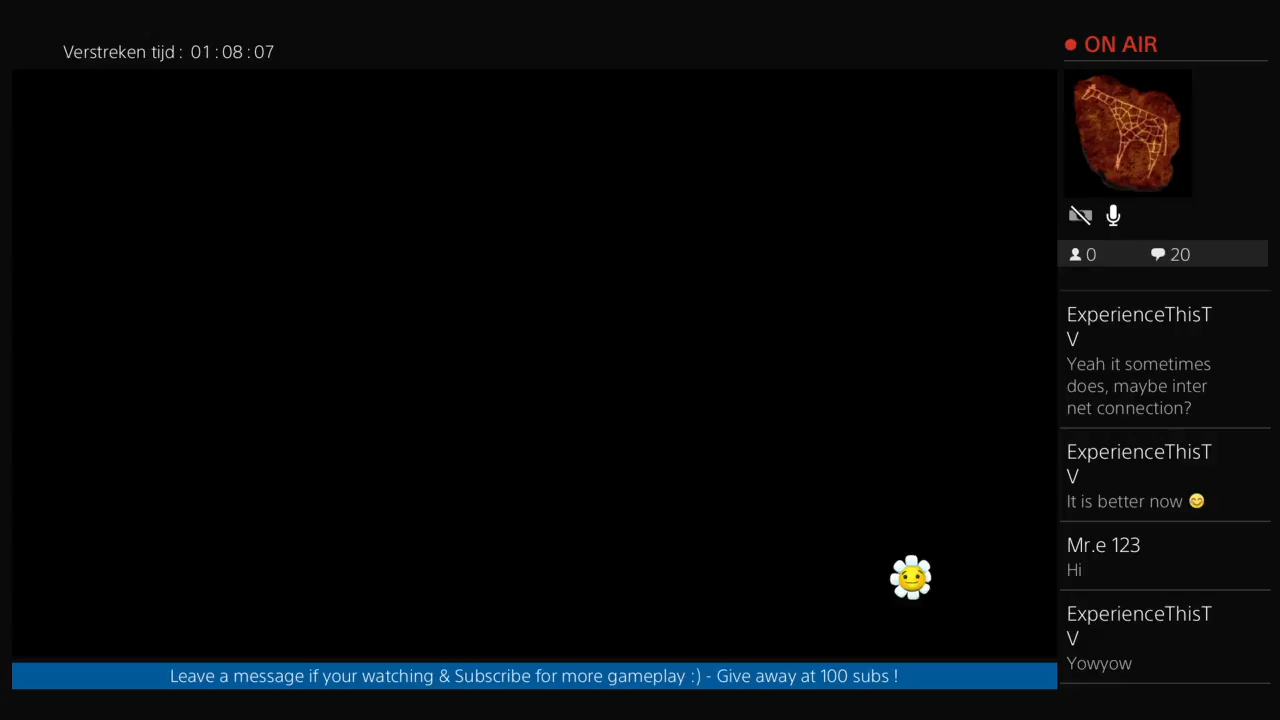 Verstreken tijd : 01 : 08 : 07
ON AIR
0 20
ExperienceThisT
V
Yeah it sometimes
does, maybe inter
net connection?
ExperienceThisT
V
It is better now 😊
Mr.e 123
Hi
ExperienceThisT
V
Yowyow
Leave a message if your watching & Subscribe for more gameplay :) - Give away at 100 subs !